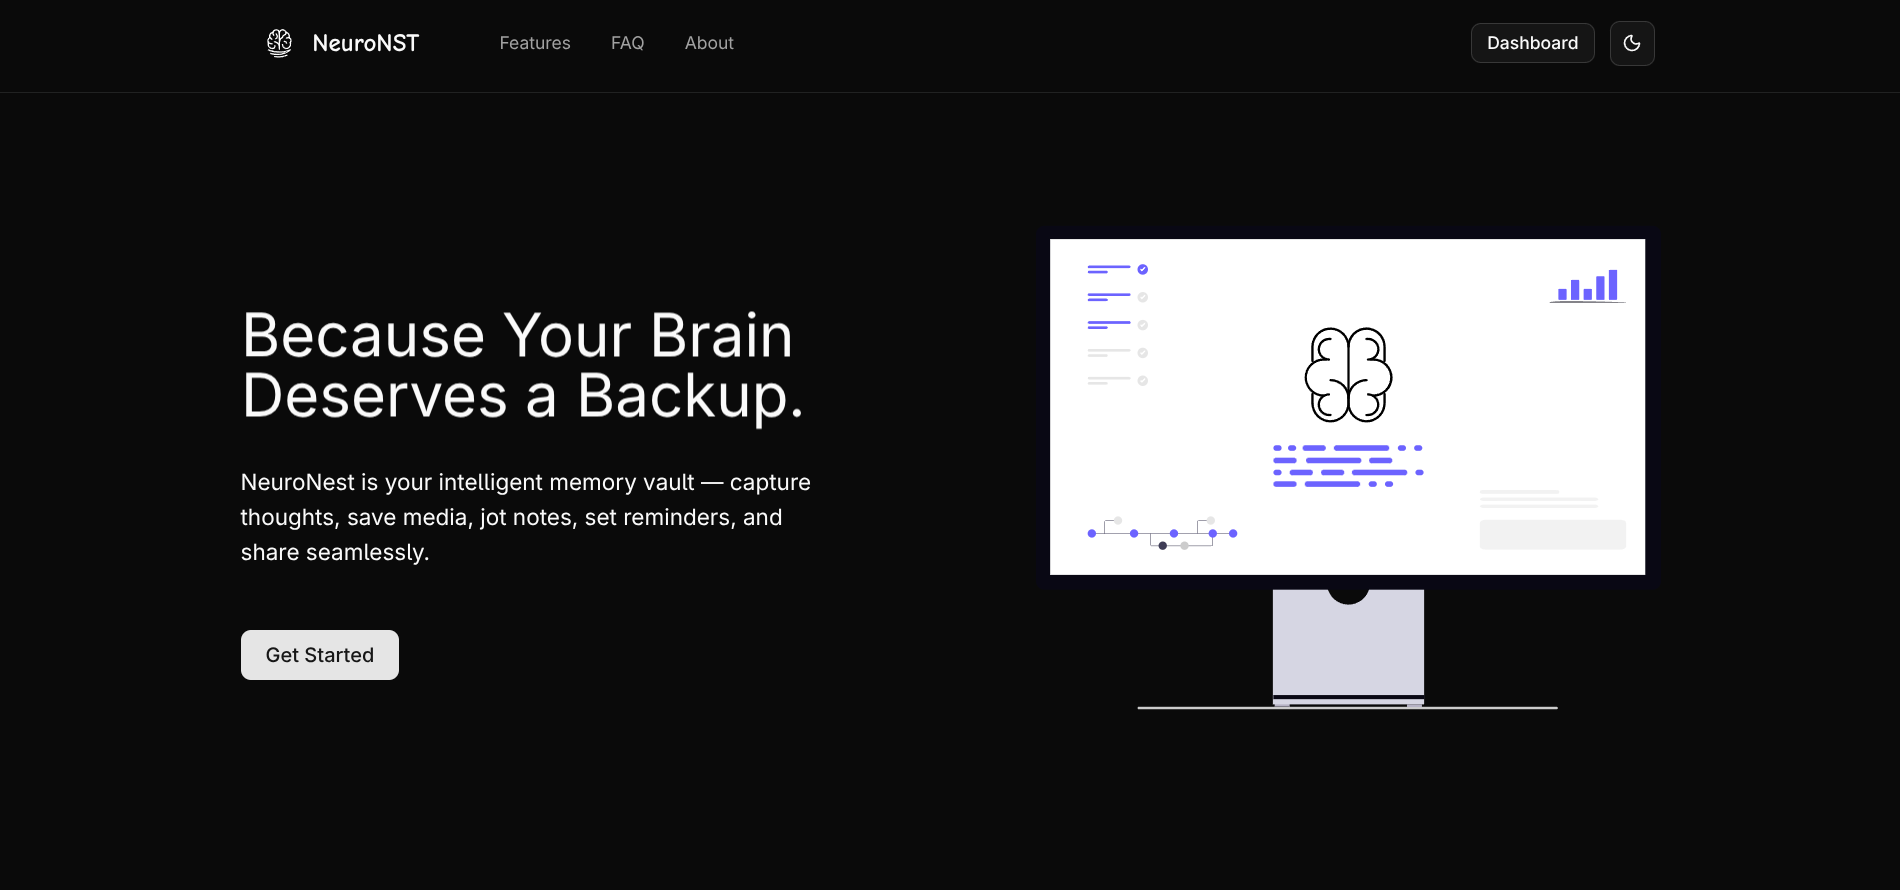 NeuroNST
Features
FAQ
About
Dashboard
Because Your Brain
Deserves a Backup.
NeuroNest is your intelligent memory vault — capture
thoughts, save media, jot notes, set reminders, and
share seamlessly.
Get Started